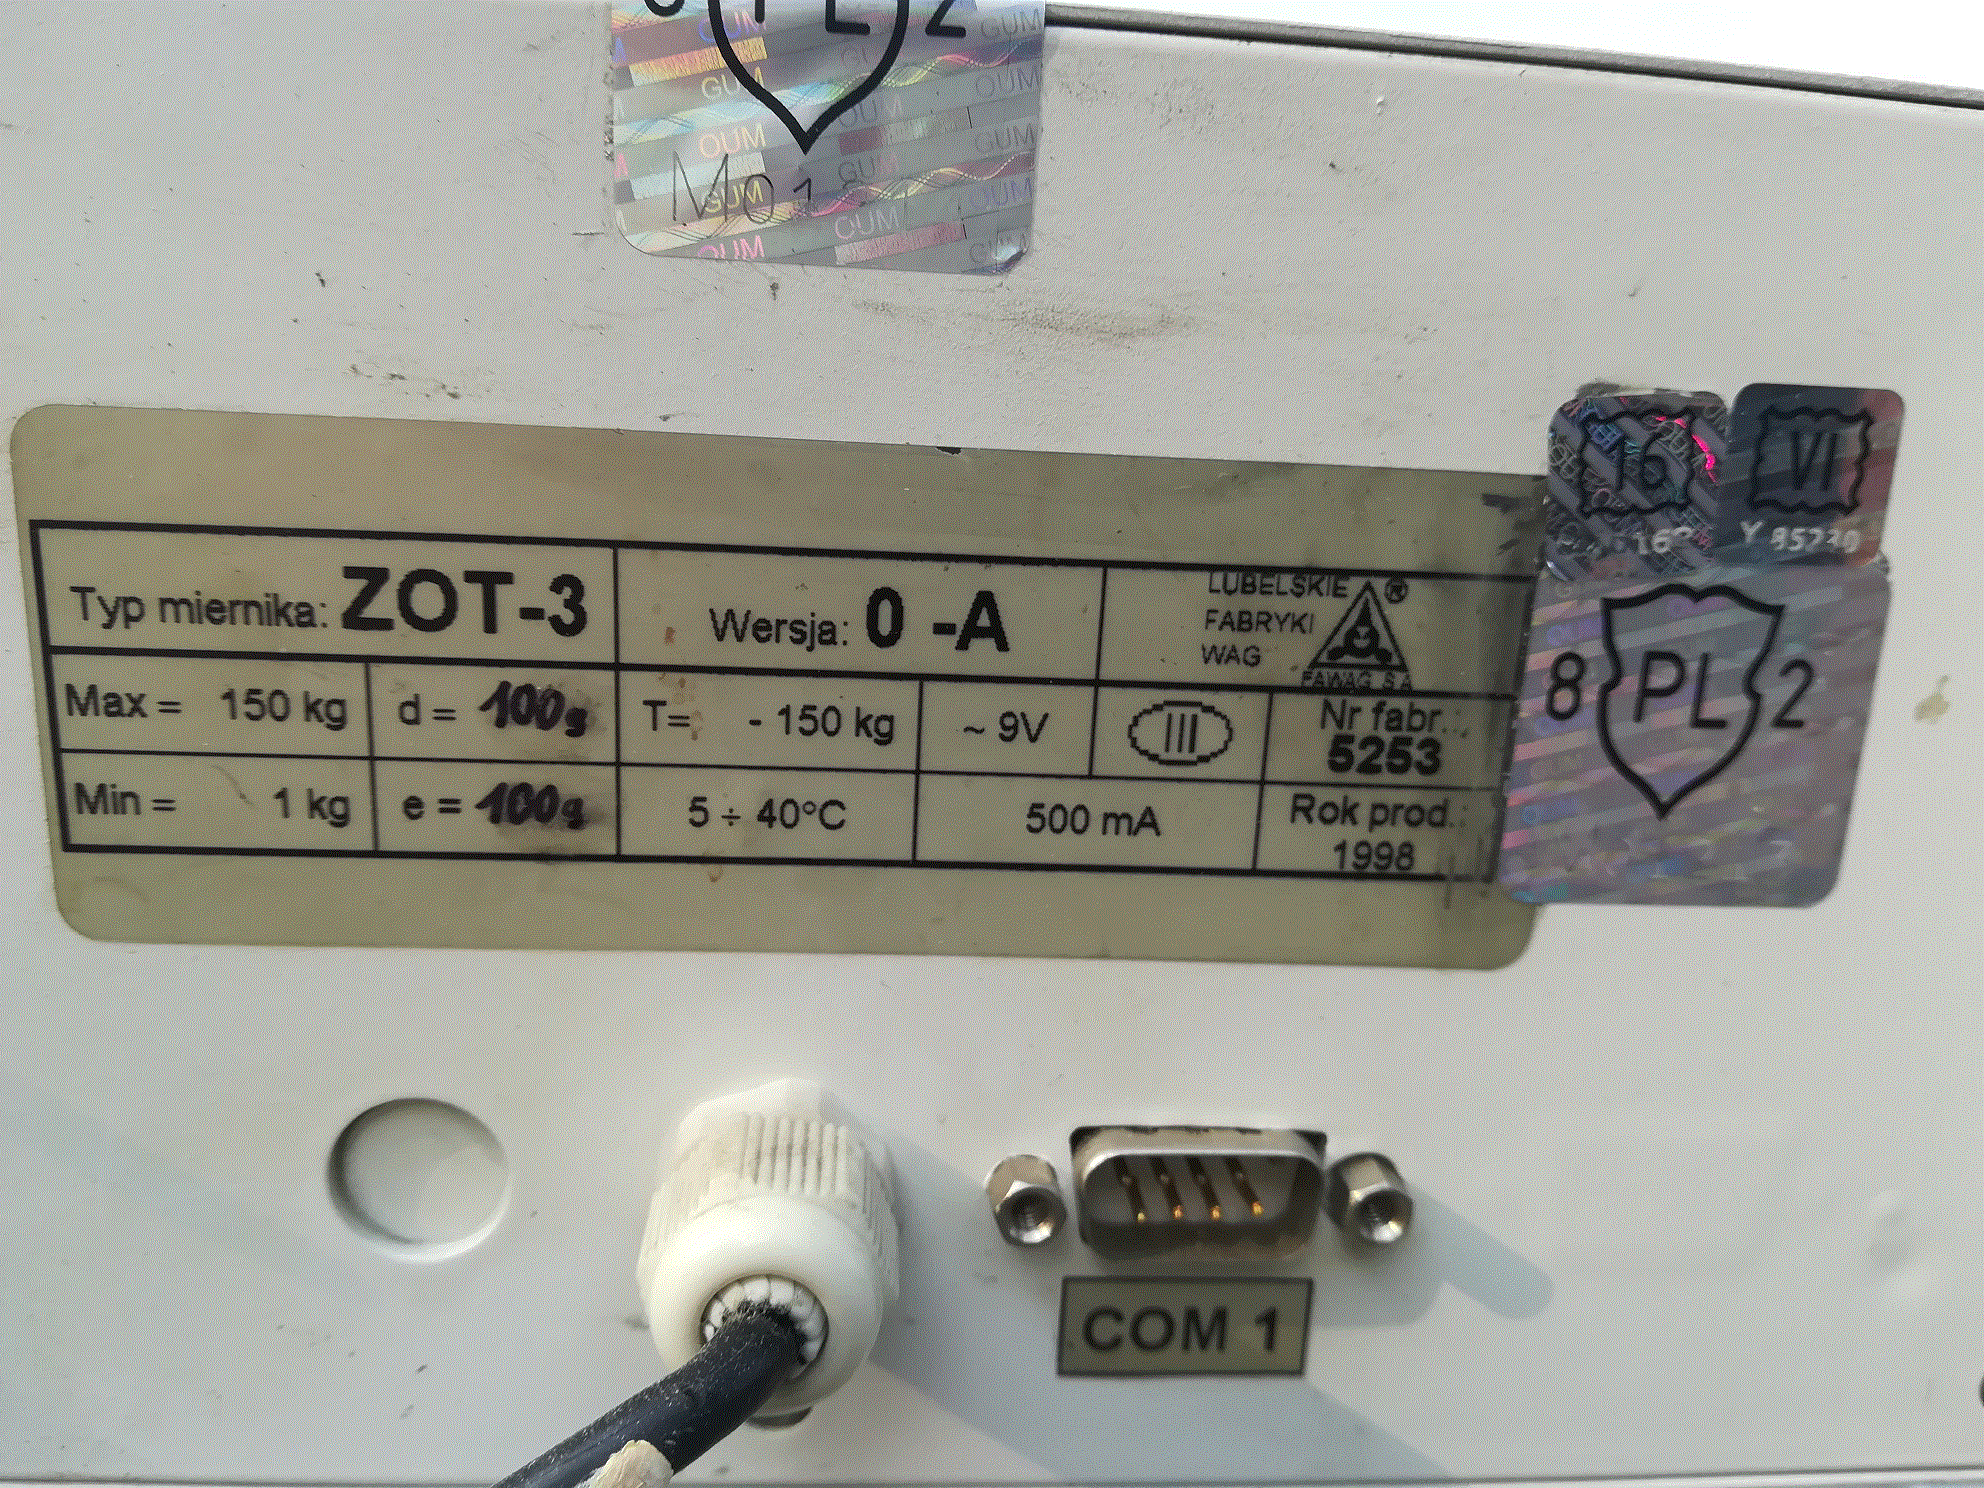 PL 2
GUM
M01
Typ miernika: ZOT-3
Wersja: 0 -A
LUBELSKIE ®
FABRYKI
WAG
FAWAG S.A
Max = 150 kg
d = 100g
T= - 150 kg
~ 9V
III
Nr fabr.:
5253
Min = 1 kg
e = 100g
5 ÷ 40°C
500 mA
Rok prod.:
1998
16
VI
8 PL 2
COM 1